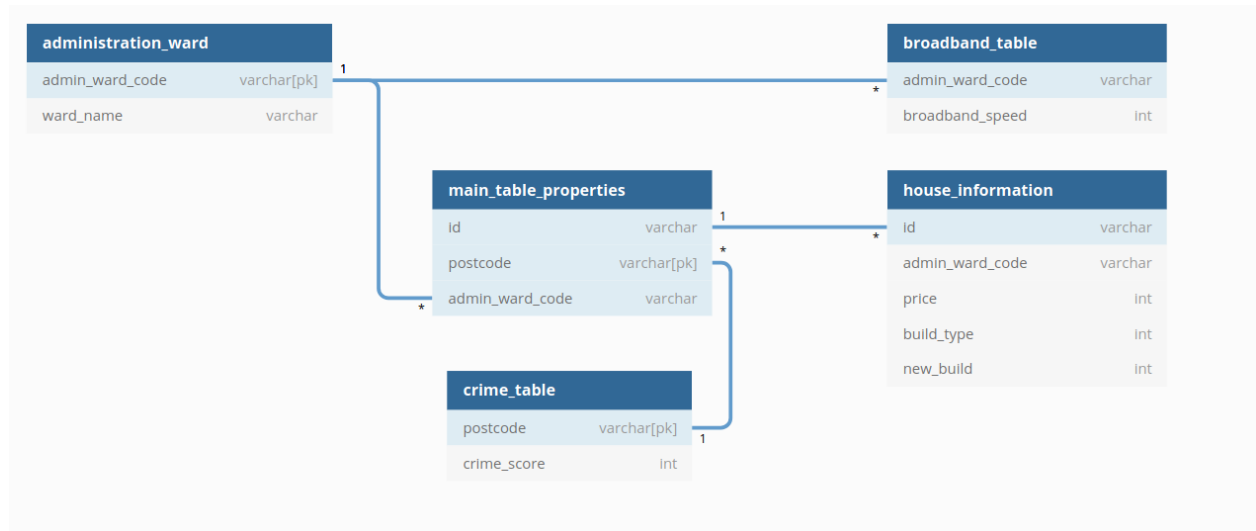 administration_ward
admin_ward_code varchar[pk]
ward_name varchar
1
*
broadband_table
admin_ward_code varchar
broadband_speed int
main_table_properties
id varchar
postcode varchar[pk]
admin_ward_code varchar
*
1
*
*
house_information
id varchar
admin_ward_code varchar
price int
build_type int
new_build int
crime_table
postcode varchar[pk]
crime_score int
1